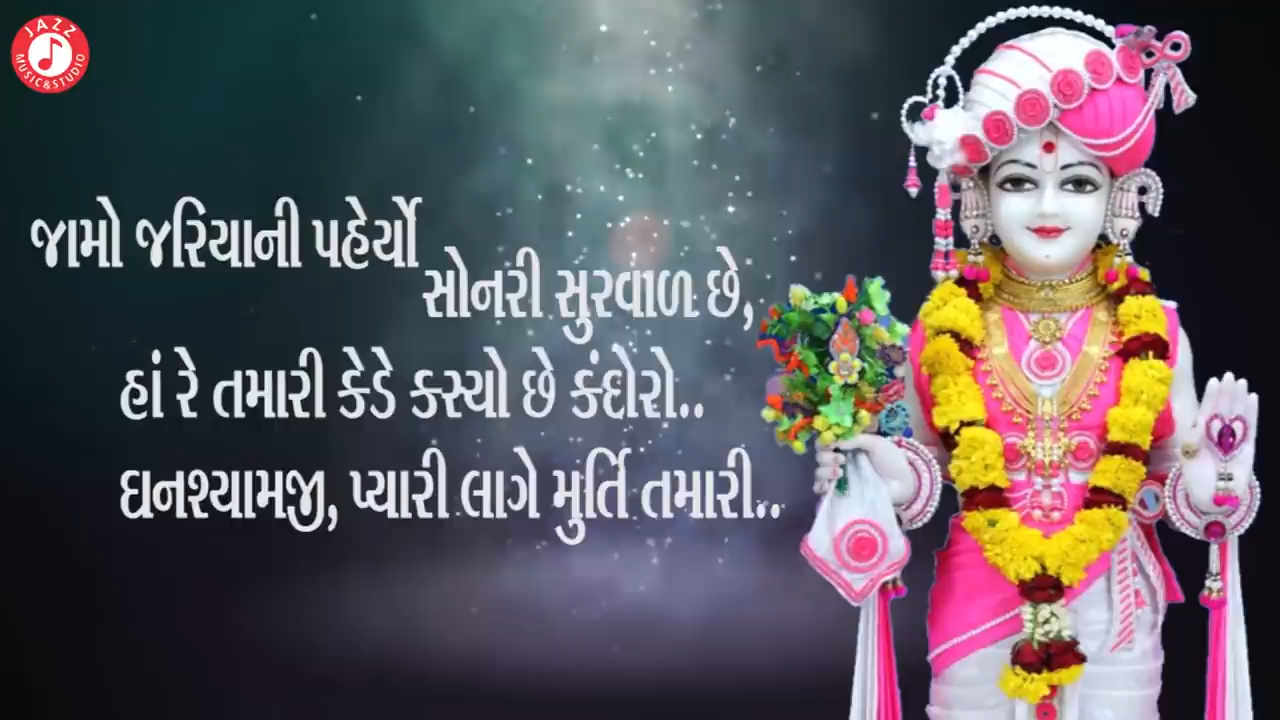 JAZZ
MUSIC&STUDIO
જામો જરિયાની પહેર્યો
સોનરી સુરવાળ છે,
હાં રે તમારી કેડે કસ્યો છે કંદોરો..
ઘનશ્યામજી, પ્યારી લાગે મુર્તિ તમારી..